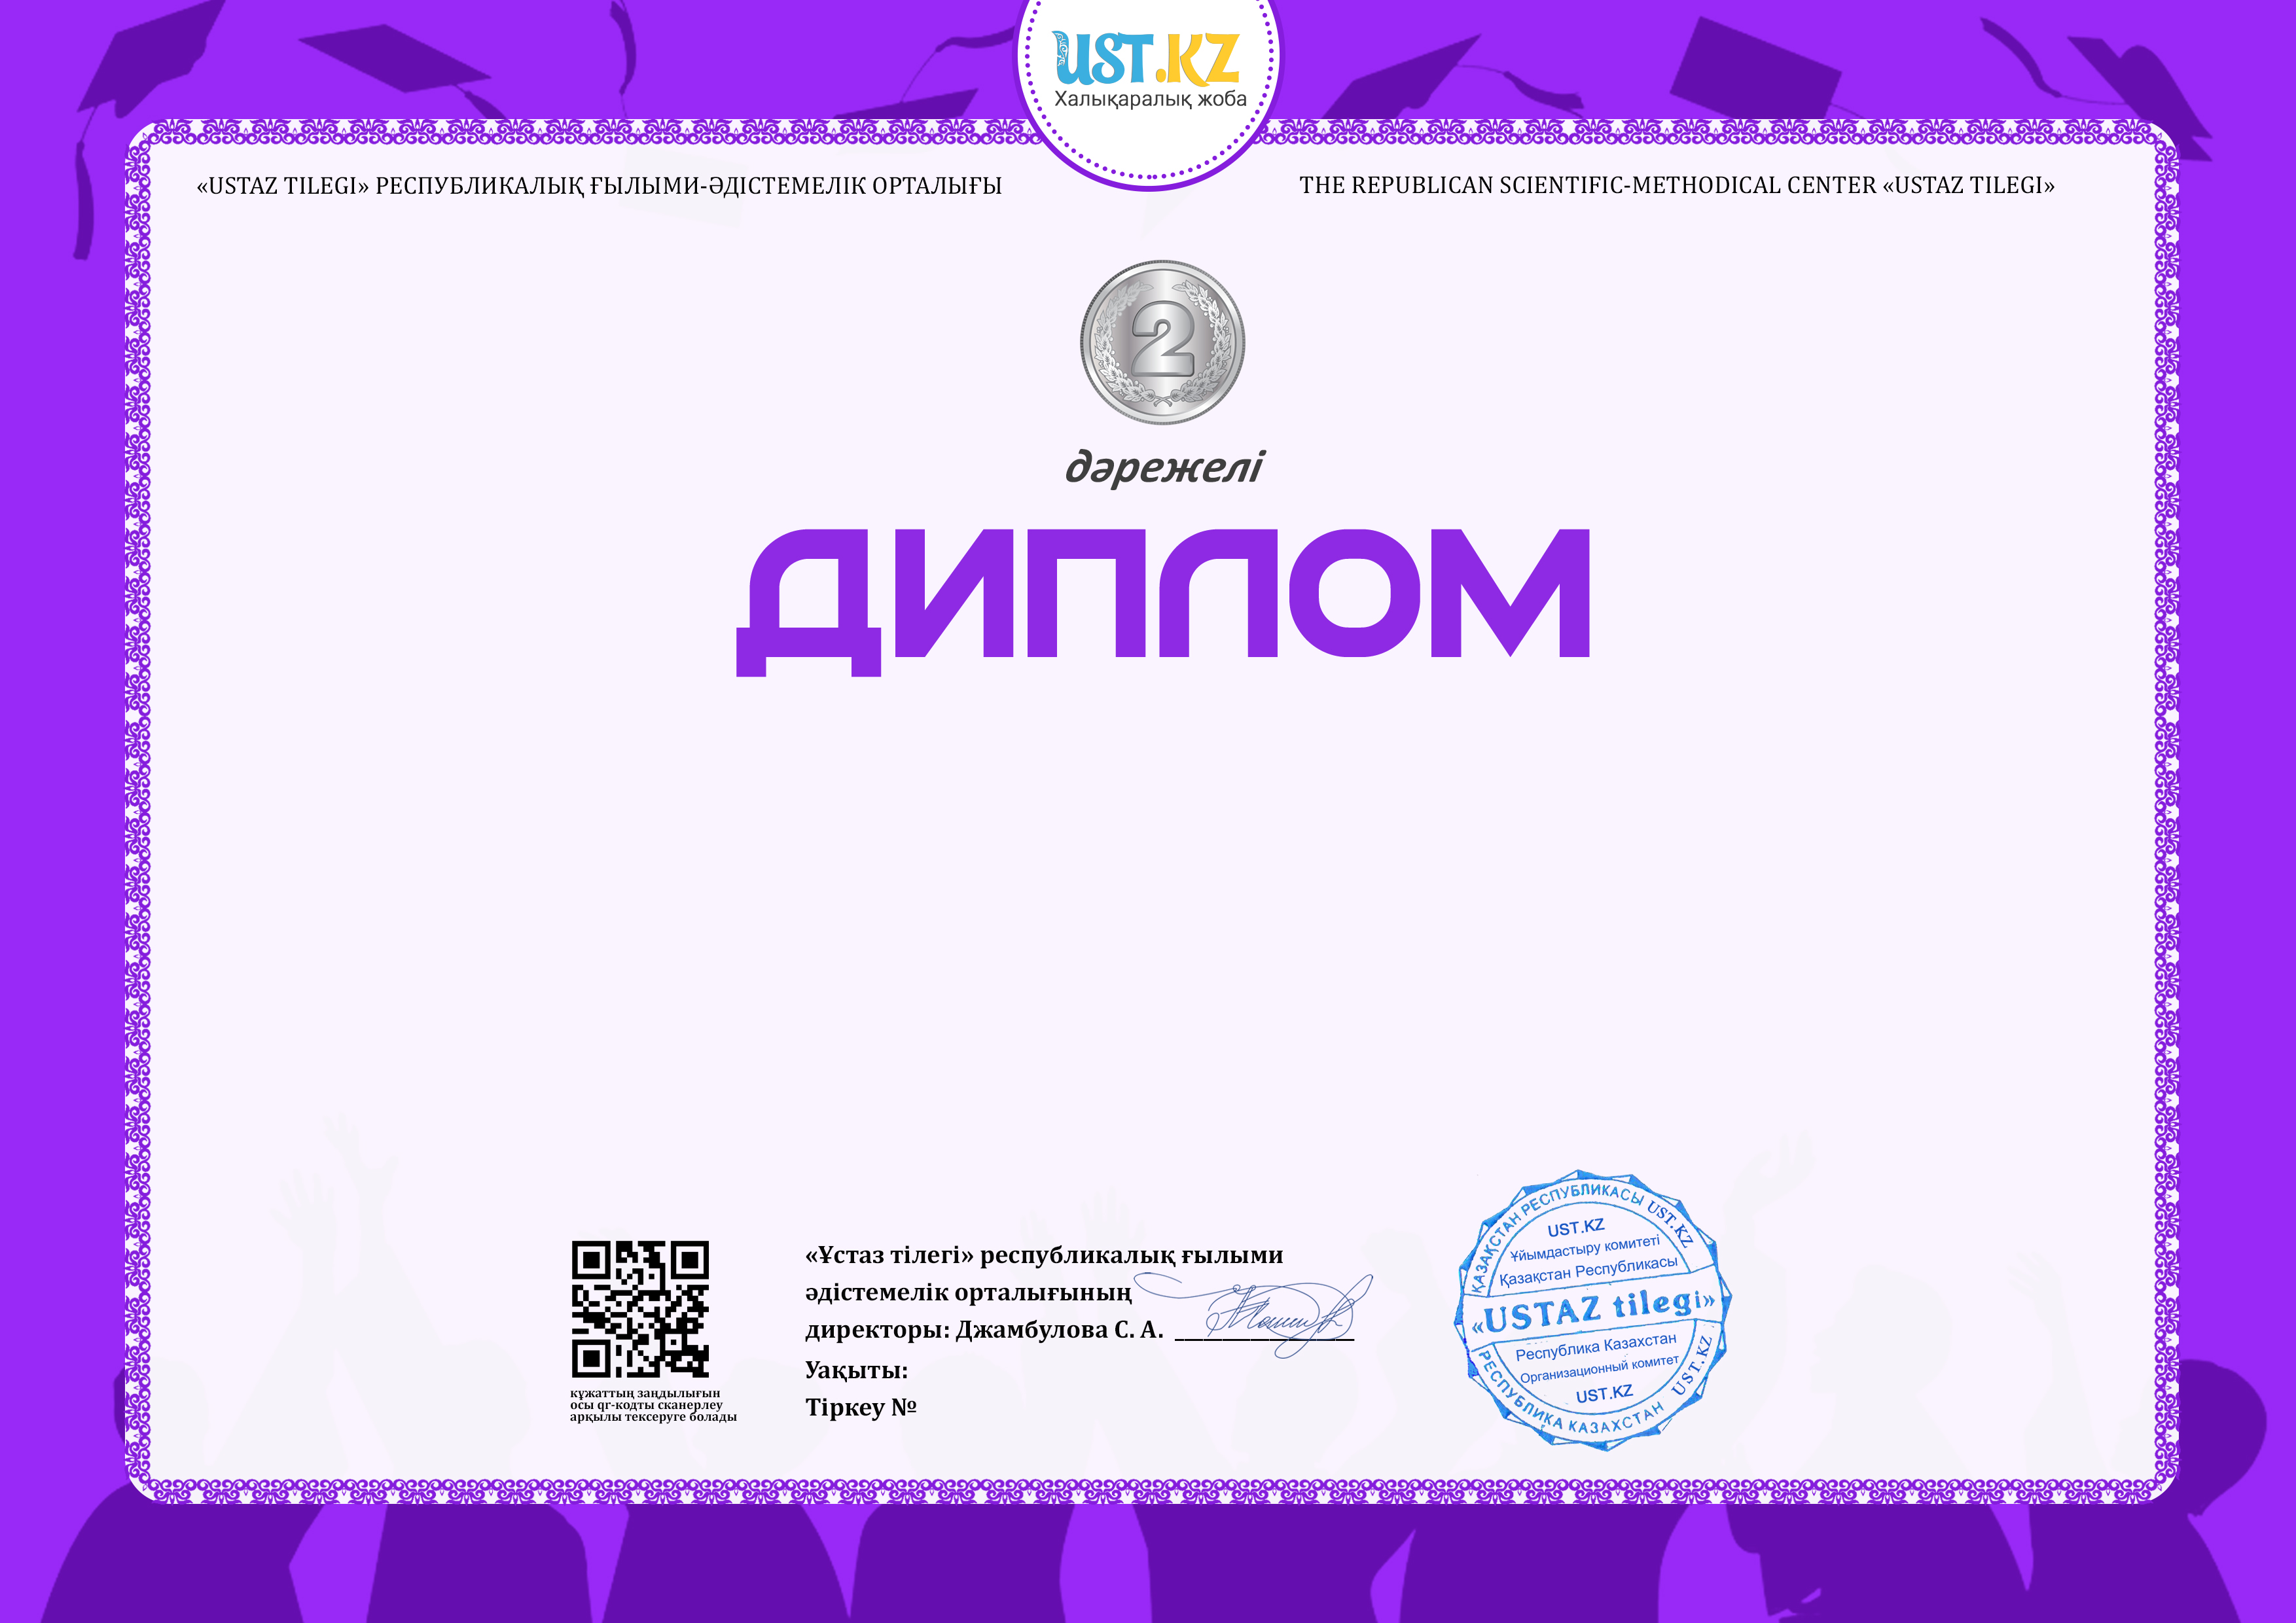 UST.KZ
Халықаралық жоба
«USTAZ TILEGI» РЕСПУБЛИКАЛЫҚ ҒЫЛЫМИ-ӘДІСТЕМЕЛІК ОРТАЛЫҒЫ
THE REPUBLICAN SCIENTIFIC-METHODICAL CENTER «USTAZ TILEGI»
2
дәрежелі
ДИПЛОМ
«Ұстаз тілегі» республикалық ғылыми
әдістемелік орталығының
директоры: Джамбулова С. А.
Уақыты:
Тіркеу №
құжаттың заңдылығын
осы qr-кодты сканерлеу
арқылы тексеруге болады
ҚАЗАҚСТАН РЕСПУБЛИКАСЫ UST.KZ
UST.KZ
Ұйымдастыру комитеті
Қазақстан Республикасы
«USTAZ tilegi»
Республика Казахстан
Организационный комитет
UST.KZ
РЕСПУБЛИКА КАЗАХСТАН UST.KZ